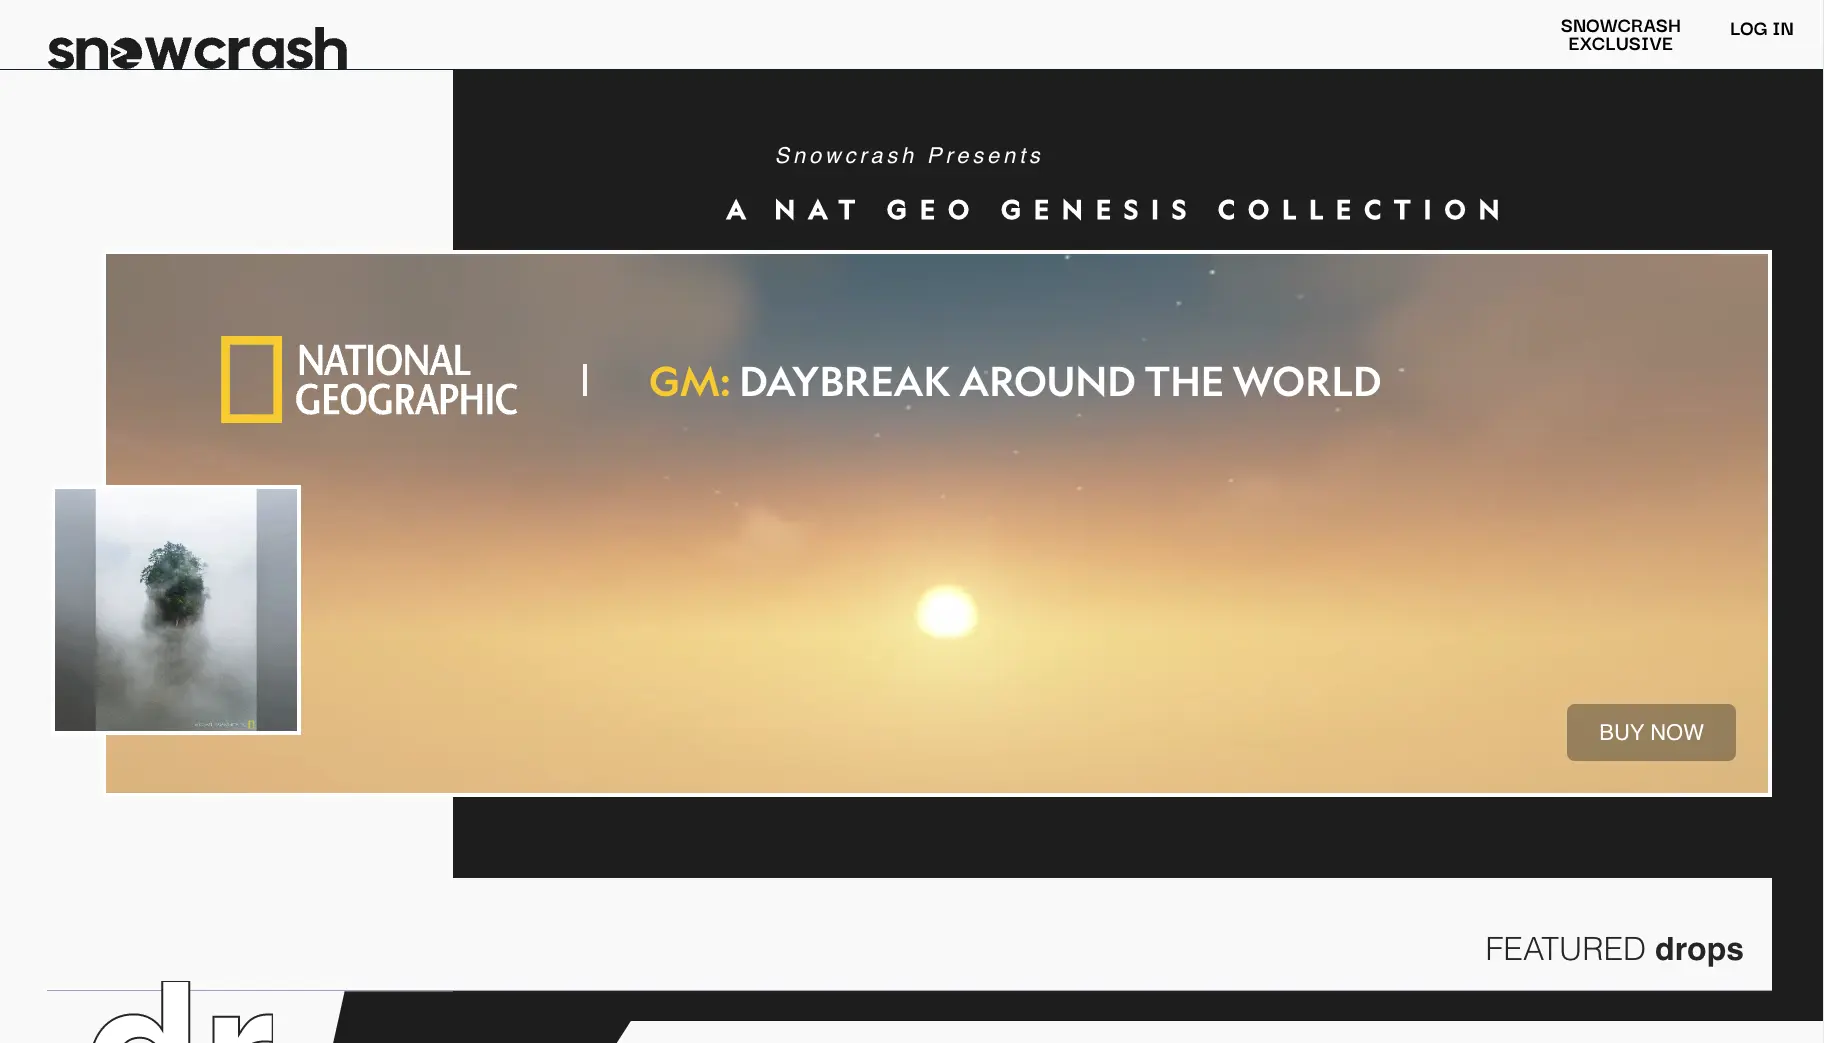 snowcrash
SNOWCRASH
EXCLUSIVE
LOG IN
Snowcrash Presents
A NAT GEO GENESIS COLLECTION
NATIONAL
GEOGRAPHIC
GM: DAYBREAK AROUND THE WORLD
BUY NOW
FEATURED drops
dr